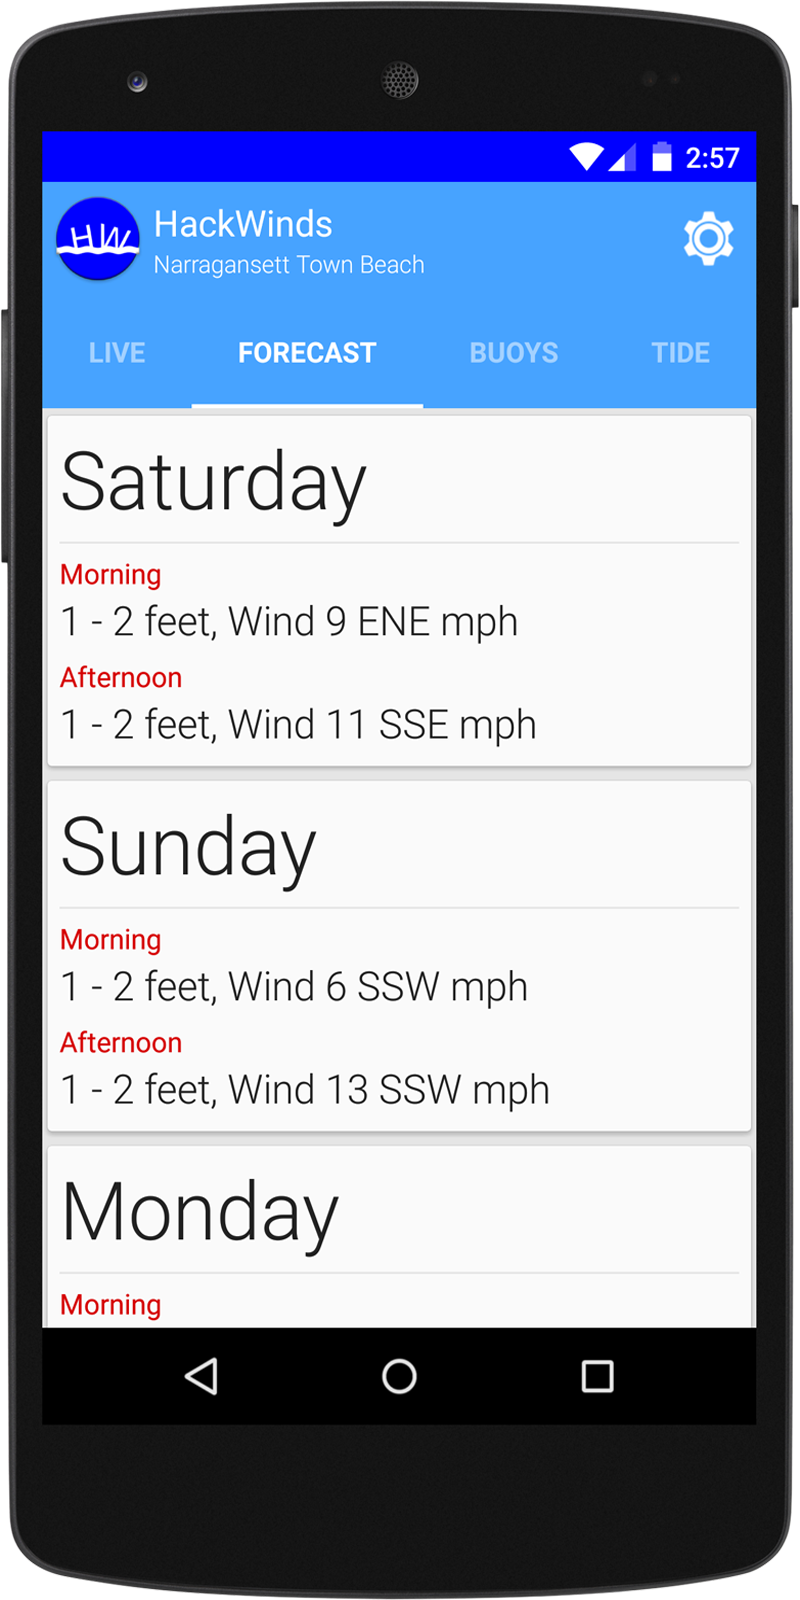 2:57
HW
HackWinds
Narragansett Town Beach
LIVE FORECAST BUOYS TIDE
Saturday
Morning
1 - 2 feet, Wind 9 ENE mph
Afternoon
1 - 2 feet, Wind 11 SSE mph
Sunday
Morning
1 - 2 feet, Wind 6 SSW mph
Afternoon
1 - 2 feet, Wind 13 SSW mph
Monday
Morning